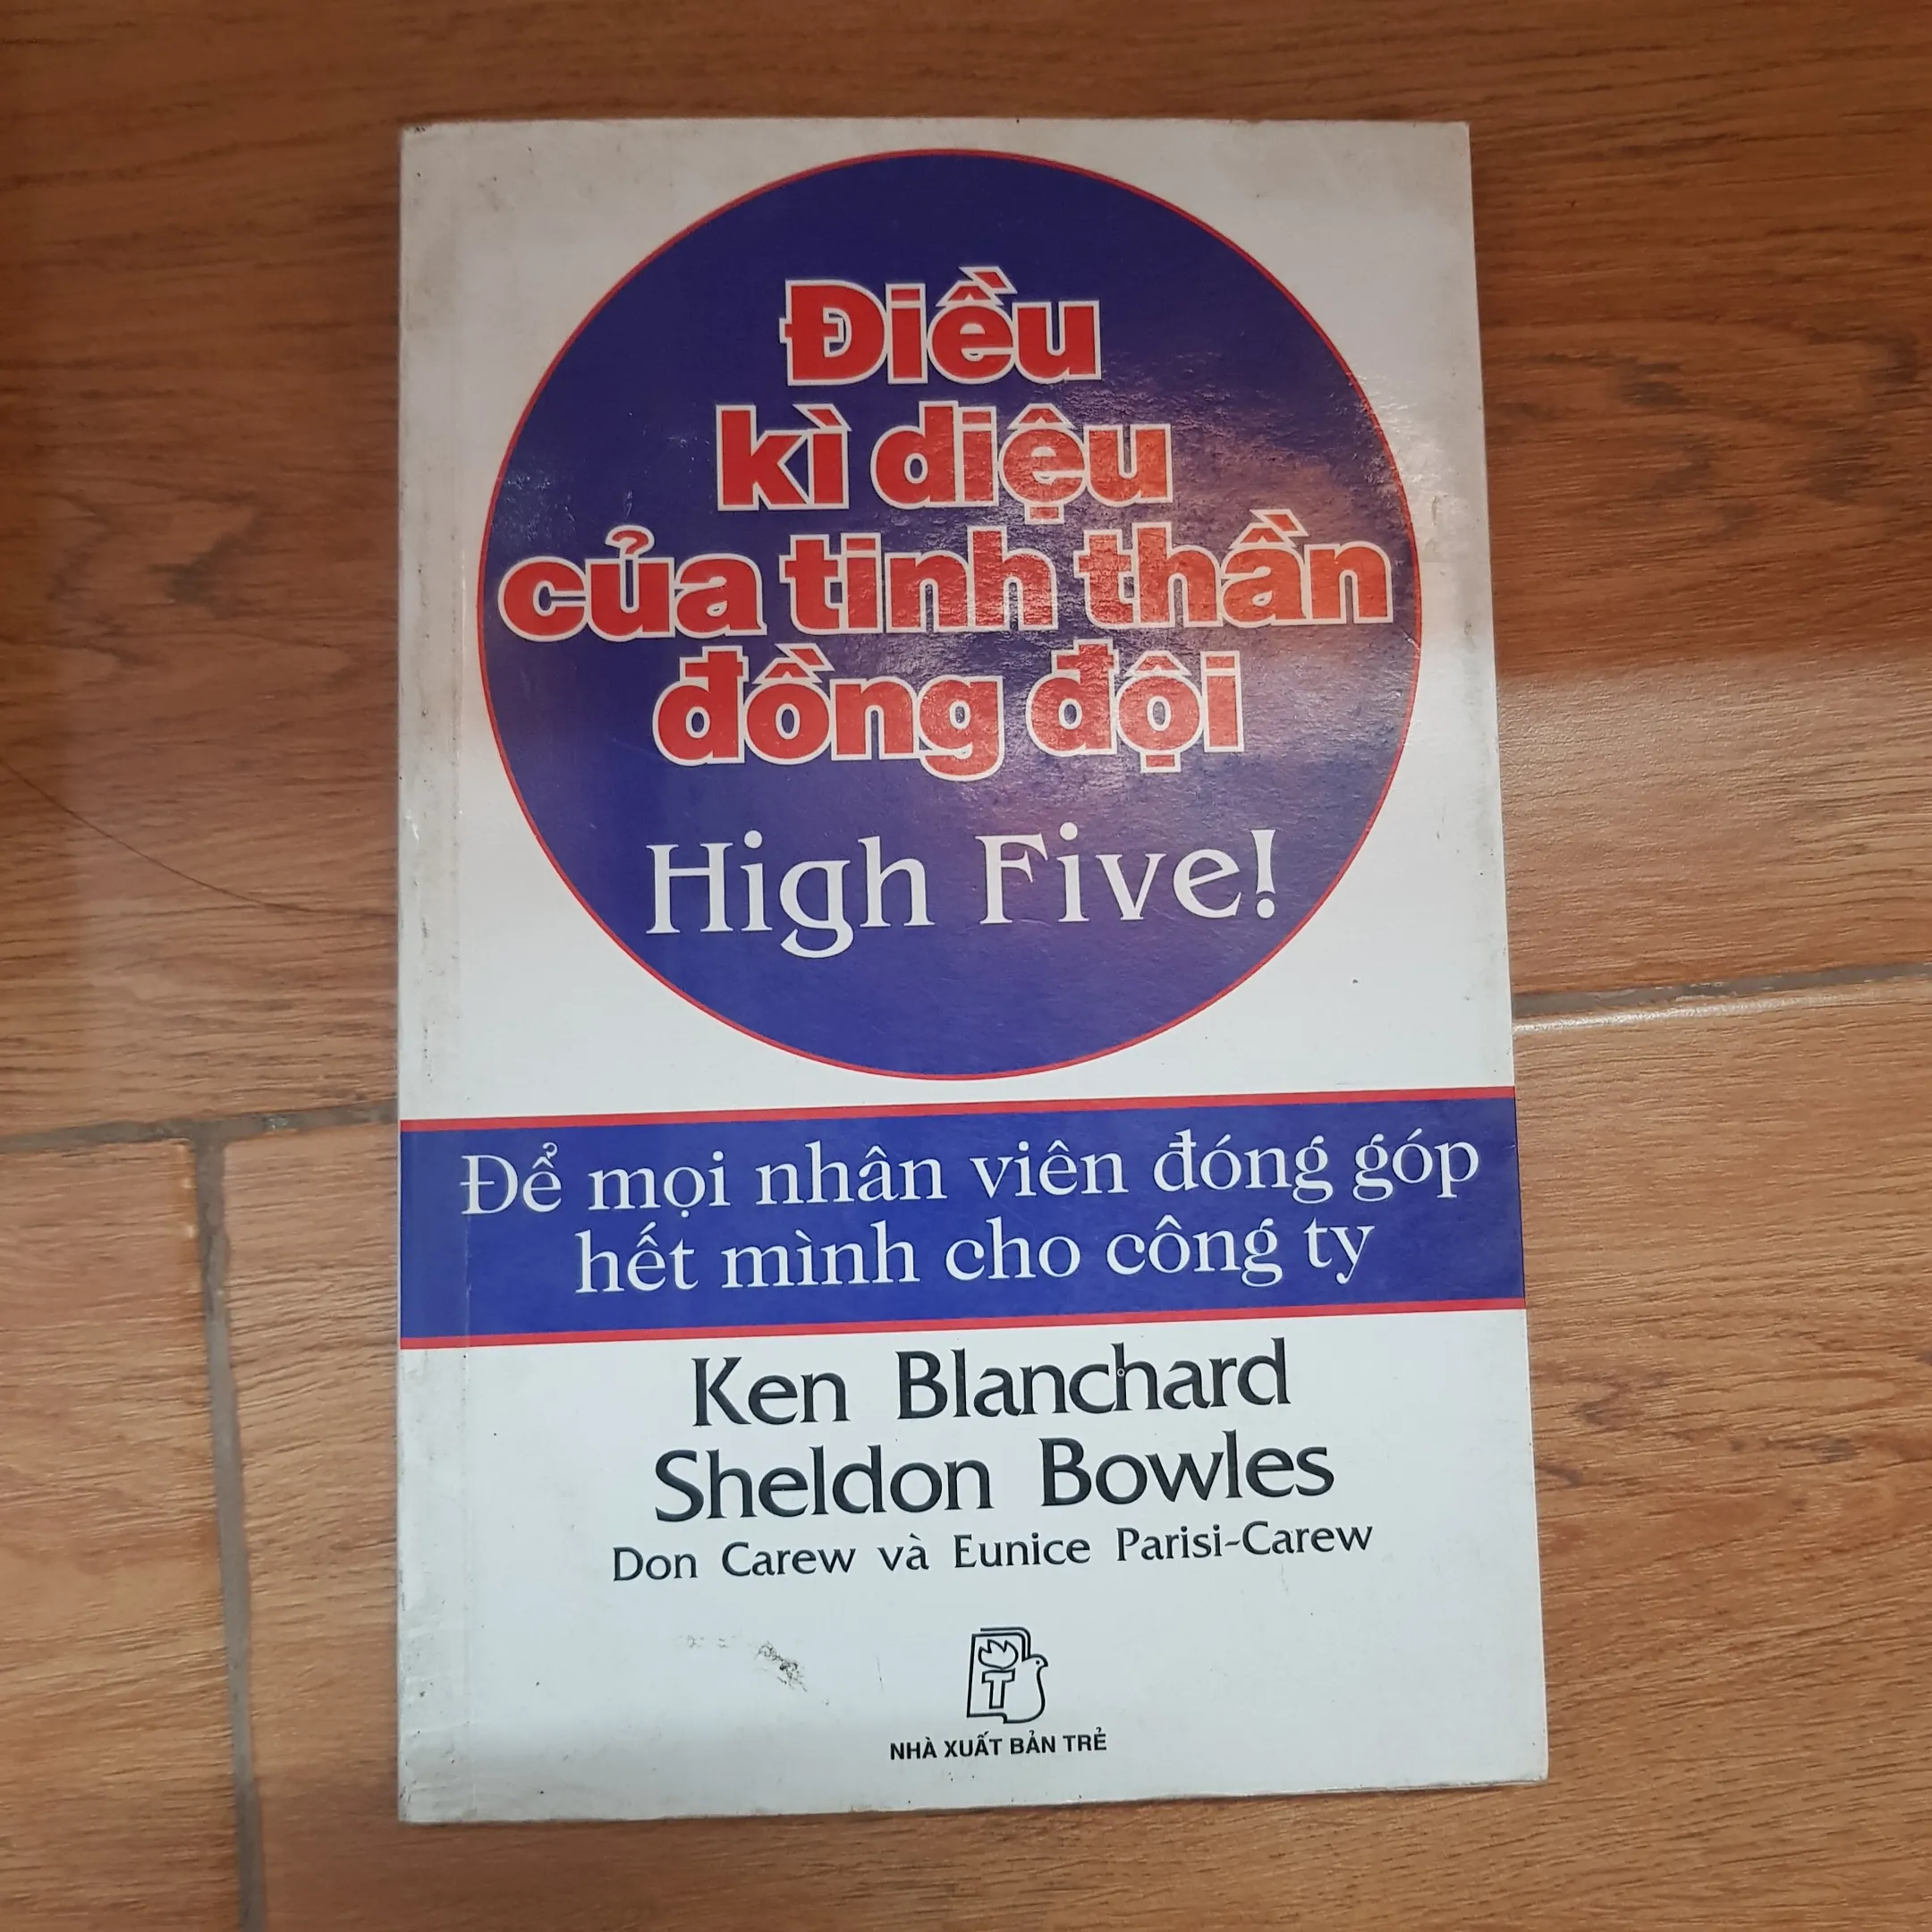 Điều
kì diệu
của tinh thần
đồng đội
High Five!
Để mọi nhân viên đóng góp
hết mình cho công ty
Ken Blanchard
Sheldon Bowles
Don Carew và Eunice Parisi-Carew
T
NHÀ XUẤT BẢN TRẺ